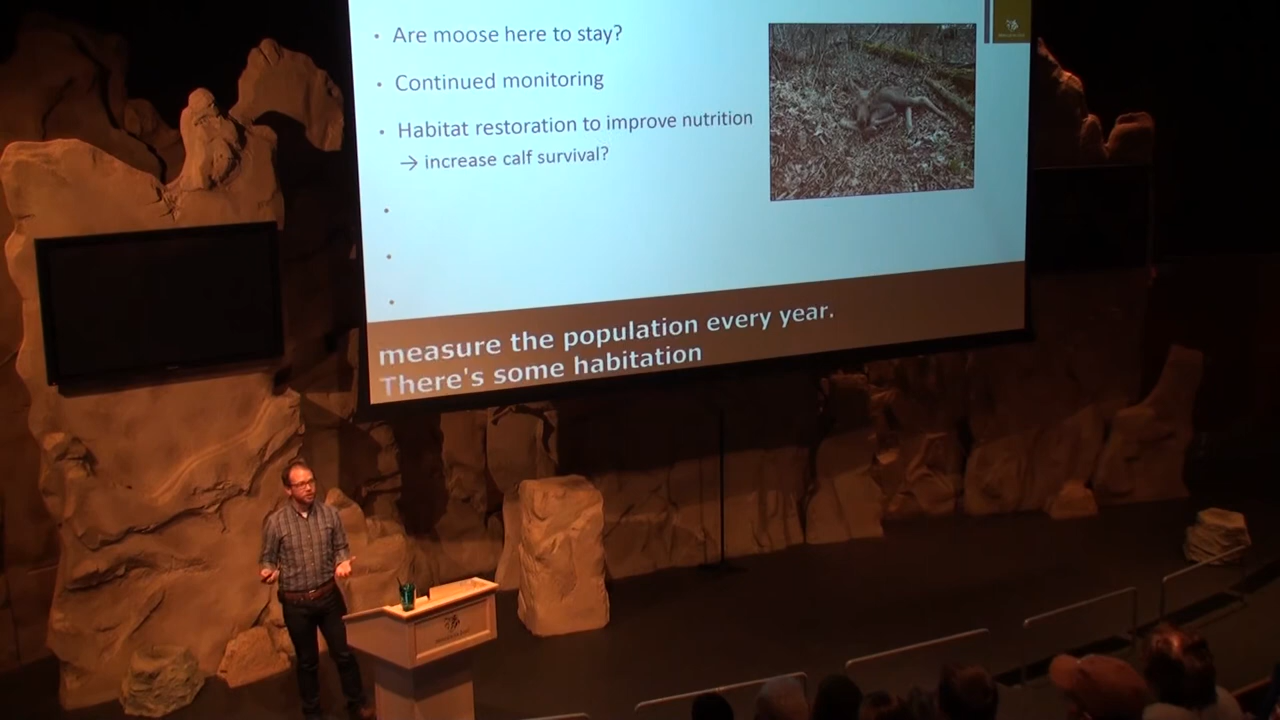 • Are moose here to stay?
• Continued monitoring
• Habitat restoration to improve nutrition
→ increase calf survival?
measure the population every year.
There's some habitation